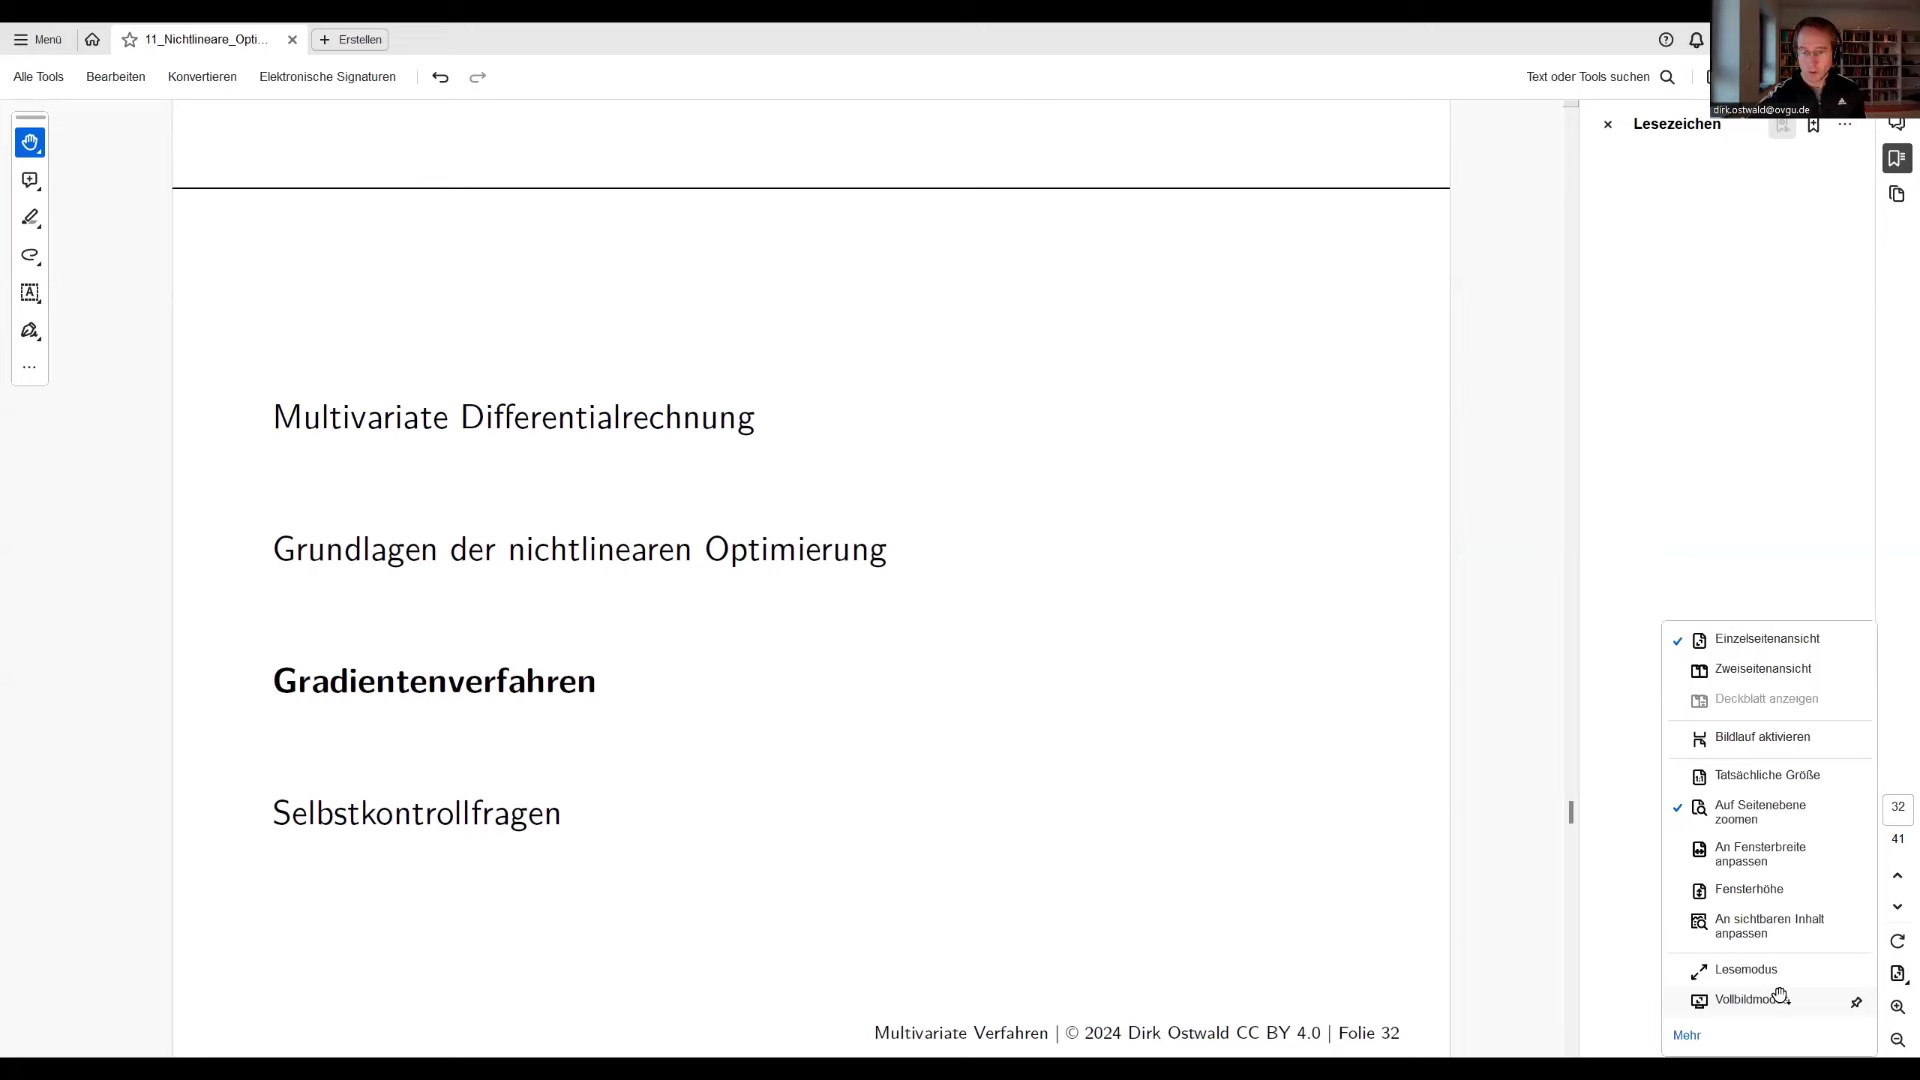 Menü
11_Nichtlineare_Opti...
Erstellen
Alle Tools
Bearbeiten
Konvertieren
Elektronische Signaturen
Text oder Tools suchen
dirk.ostwald@ovgu.de
Lesezeichen
Multivariate Differentialrechnung
Grundlagen der nichtlinearen Optimierung
Gradientenverfahren
Selbstkontrollfragen
Multivariate Verfahren | © 2024 Dirk Ostwald CC BY 4.0 | Folie 32
Einzelseitenansicht
Zweiseitenansicht
Deckblatt anzeigen
Bildlauf aktivieren
Tatsächliche Größe
Auf Seitenebene
zoomen
An Fensterbreite
anpassen
Fensterhöhe
An sichtbaren Inhalt
anpassen
Lesemodus
Mehr
32
41